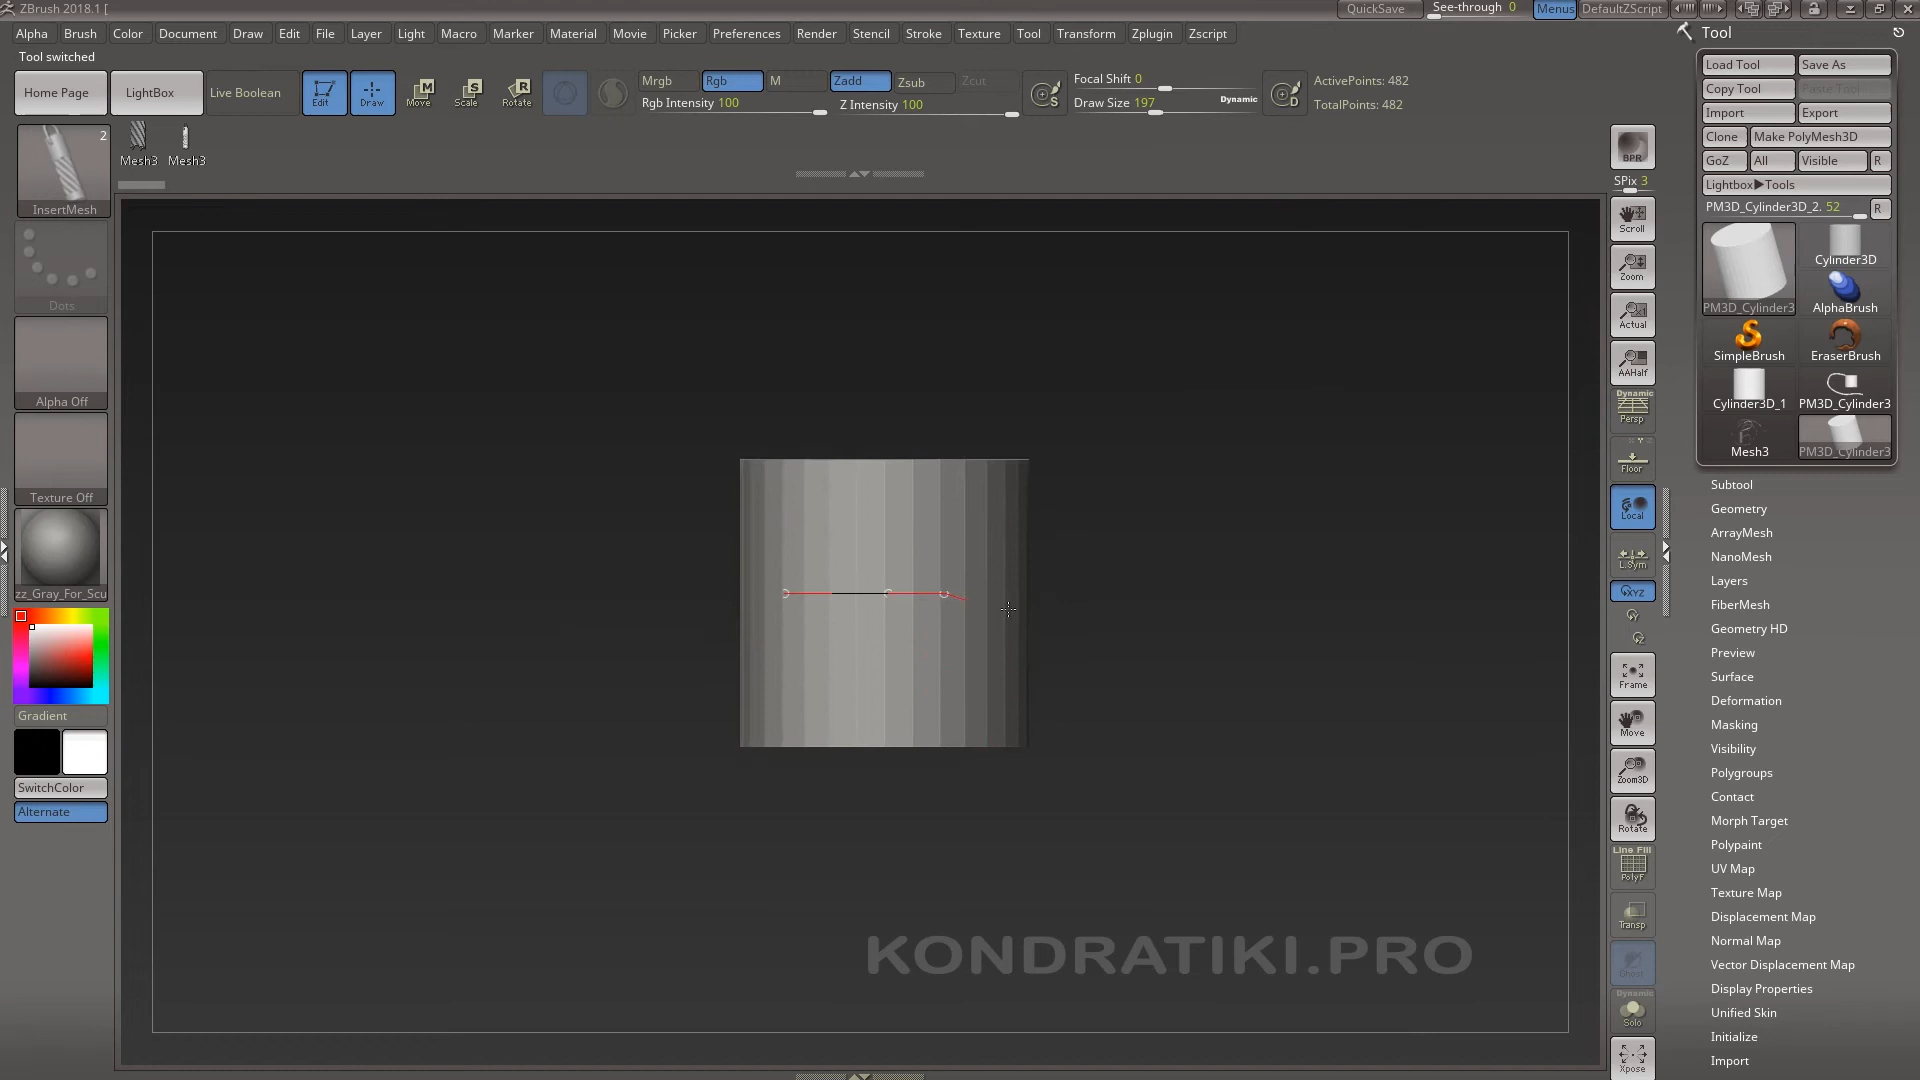 ZBrush 2018.1 [
QuickSave
See-through 0
Menus
DefaultZScript
Alpha Brush Color Document Draw Edit File Layer Light Macro Marker Material Movie Picker Preferences Render Stencil Stroke Texture Tool Transform Zplugin Zscript
Tool
Tool switched
Home Page
LightBox
Live Boolean
Edit
Draw
Move
Scale
Rotate
Mrgb Rgb M Zadd Zsub Zcut
Rgb Intensity 100
Z Intensity 100
Focal Shift 0
Draw Size 197
Dynamic
ActivePoints: 482
TotalPoints: 482
2
InsertMesh
Mesh3 Mesh3
Dots
Alpha Off
Texture Off
zz_Gray_For_Scu
Gradient
SwitchColor
Alternate
KONDRATIKI.PRO
BPR
SPix 3
Scroll
Zoom
Actual
AAHalf
Dynamic
Persp
Floor
Local
L.Sym
XYZ
Frame
Move
Zoom3D
Rotate
Line Fill
PolyF
Transp
Ghost
Dynamic
Solo
Xpose
Load Tool Save As
Copy Tool Paste Tool
Import Export
Clone Make PolyMesh3D
GoZ All Visible R
Lightbox▶Tools
PM3D_Cylinder3D_2. 52 R
PM3D_Cylinder3
Cylinder3D
AlphaBrush
SimpleBrush EraserBrush
Cylinder3D_1 PM3D_Cylinder3
Mesh3 PM3D_Cylinder3
Subtool
Geometry
ArrayMesh
NanoMesh
Layers
FiberMesh
Geometry HD
Preview
Surface
Deformation
Masking
Visibility
Polygroups
Contact
Morph Target
Polypaint
UV Map
Texture Map
Displacement Map
Normal Map
Vector Displacement Map
Display Properties
Unified Skin
Initialize
Import